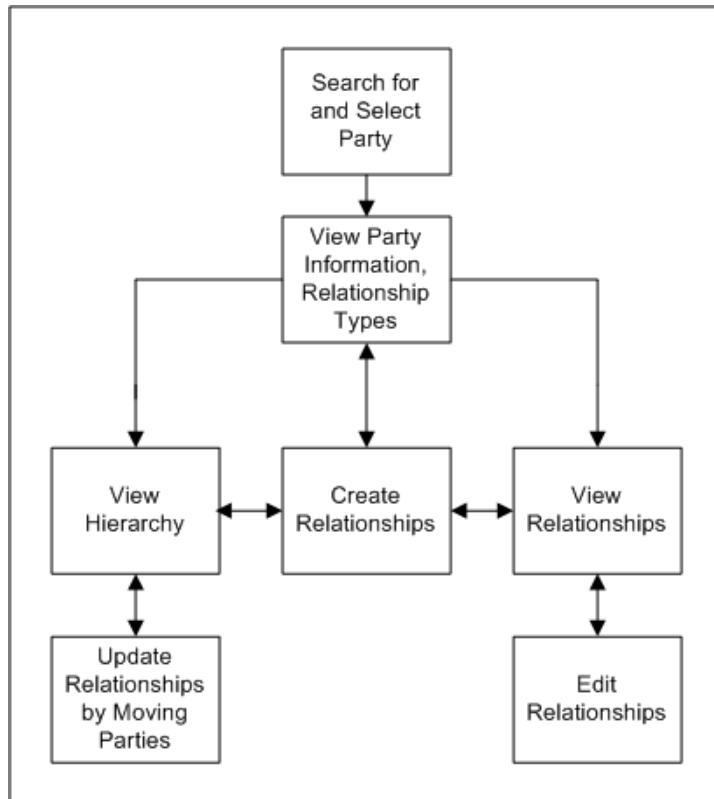 Search for
and Select
Party
View Party
Information,
Relationship
Types
View
Hierarchy
Create
Relationships
View
Relationships
Update
Relationships
by Moving
Parties
Edit
Relationships